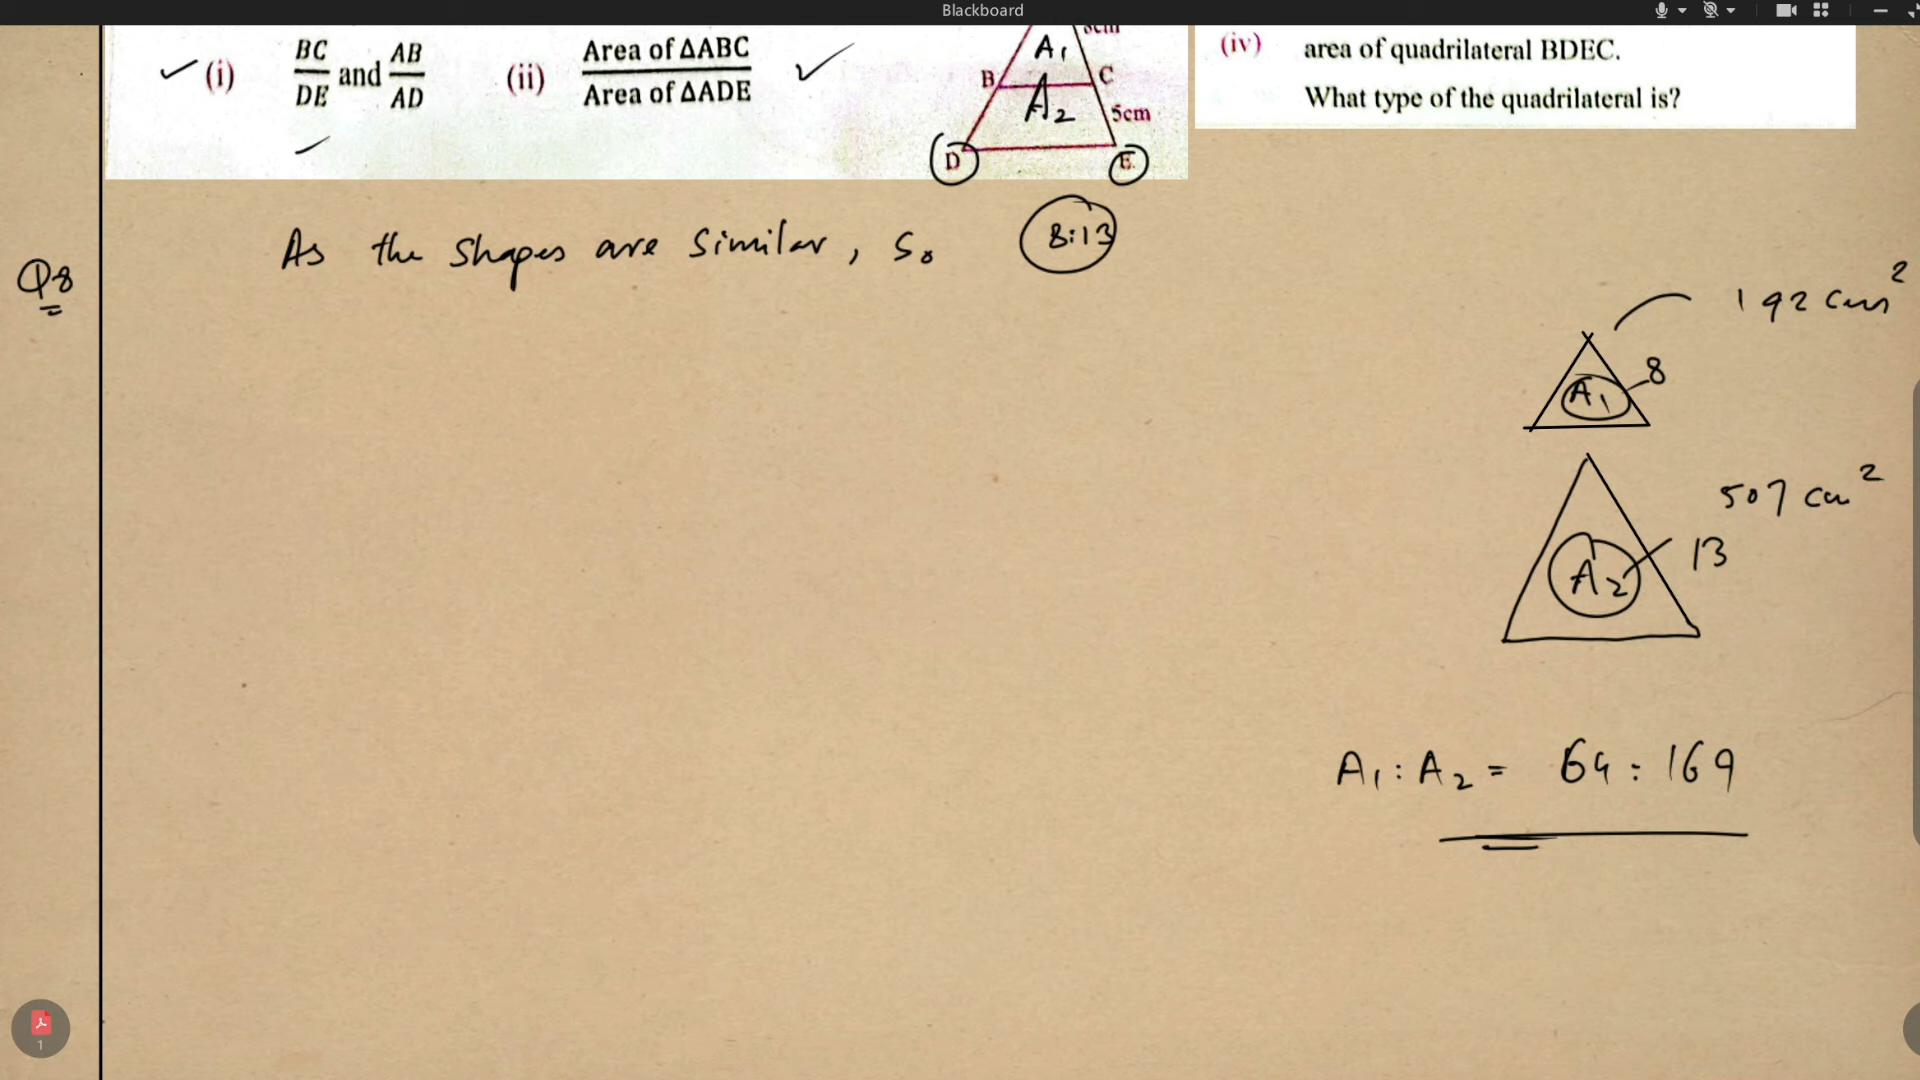 Blackboard
(i) BC/DE and AB/AD (ii) Area of ΔABC/Area of ΔADE
A₁
B C
A₂
5cm
D E
(iv) area of quadrilateral BDEC.
What type of the quadrilateral is?
Q8 As the shapes are similar, so 8:13
192 cm²
A₁ 8
507 cm²
A₂ 13
A₁ : A₂ = 64 : 169
1